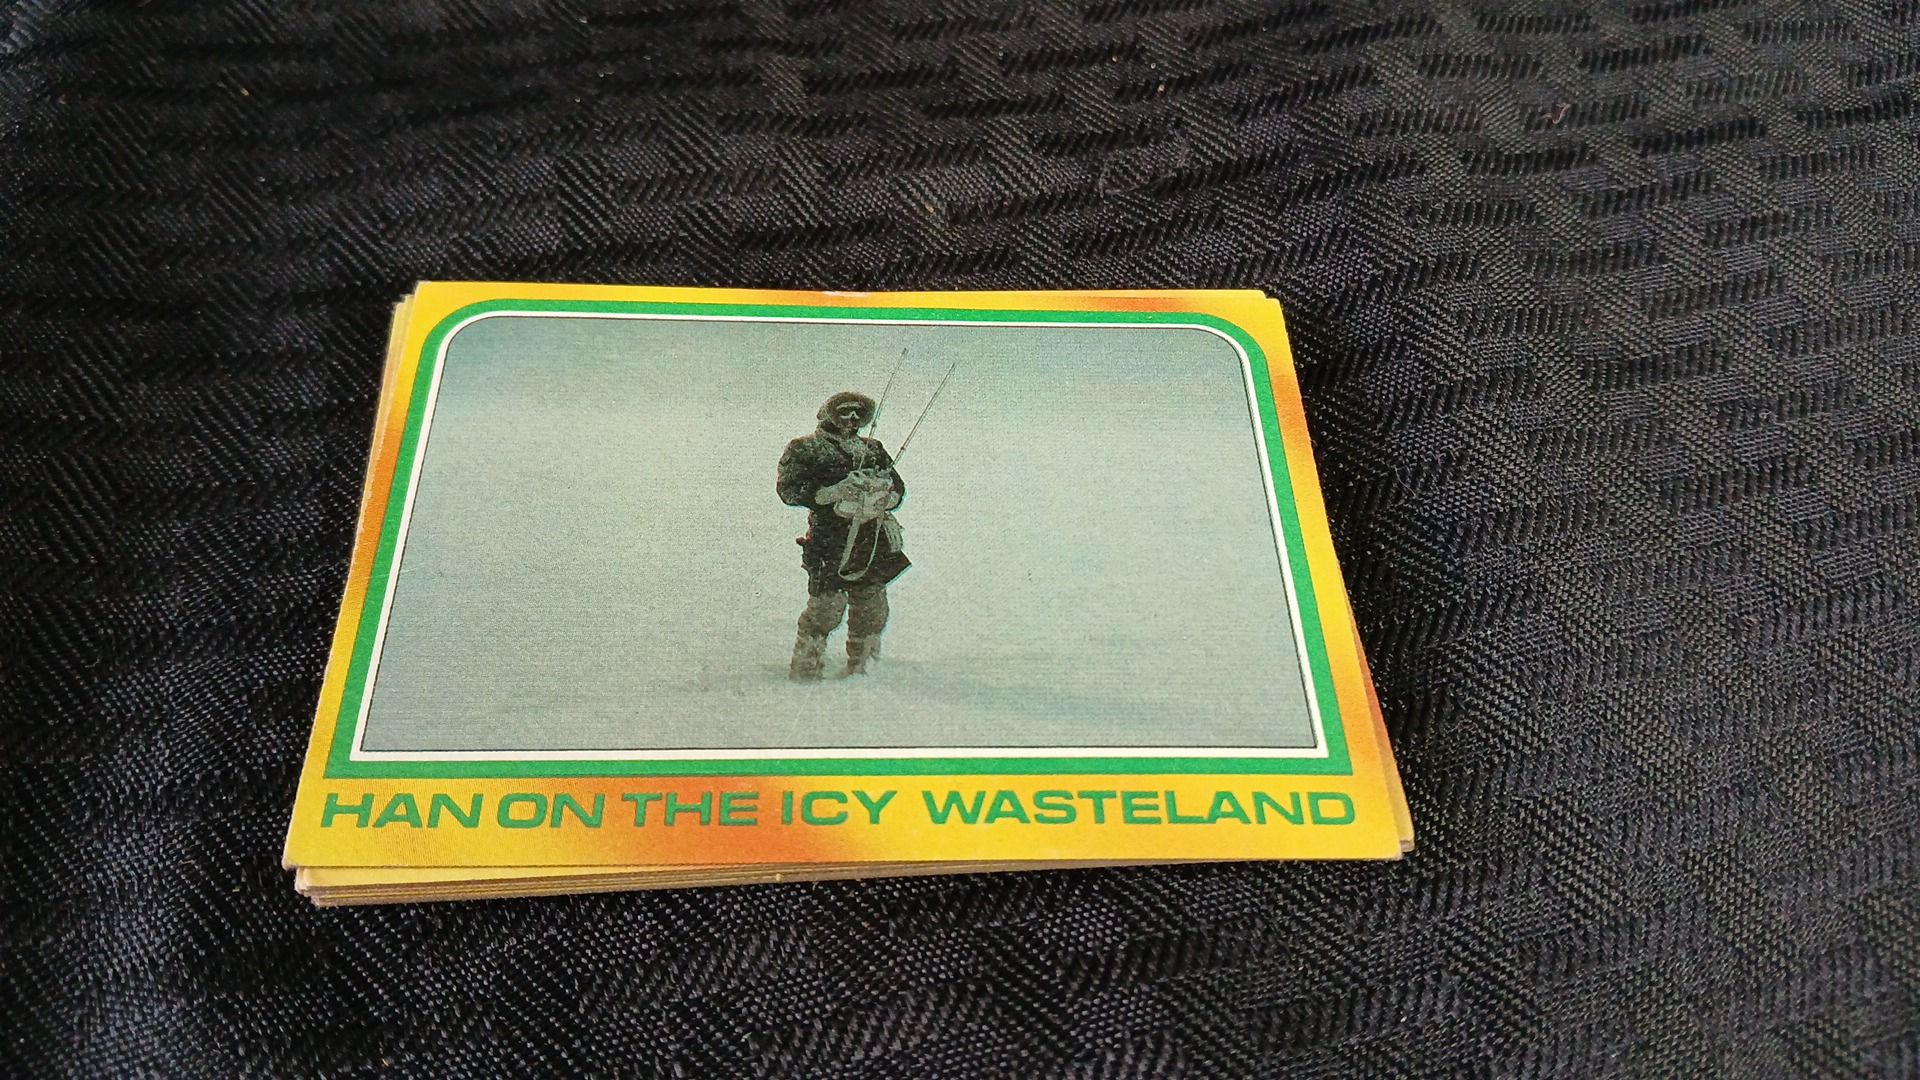 HAN ON THE ICY WASTELAND